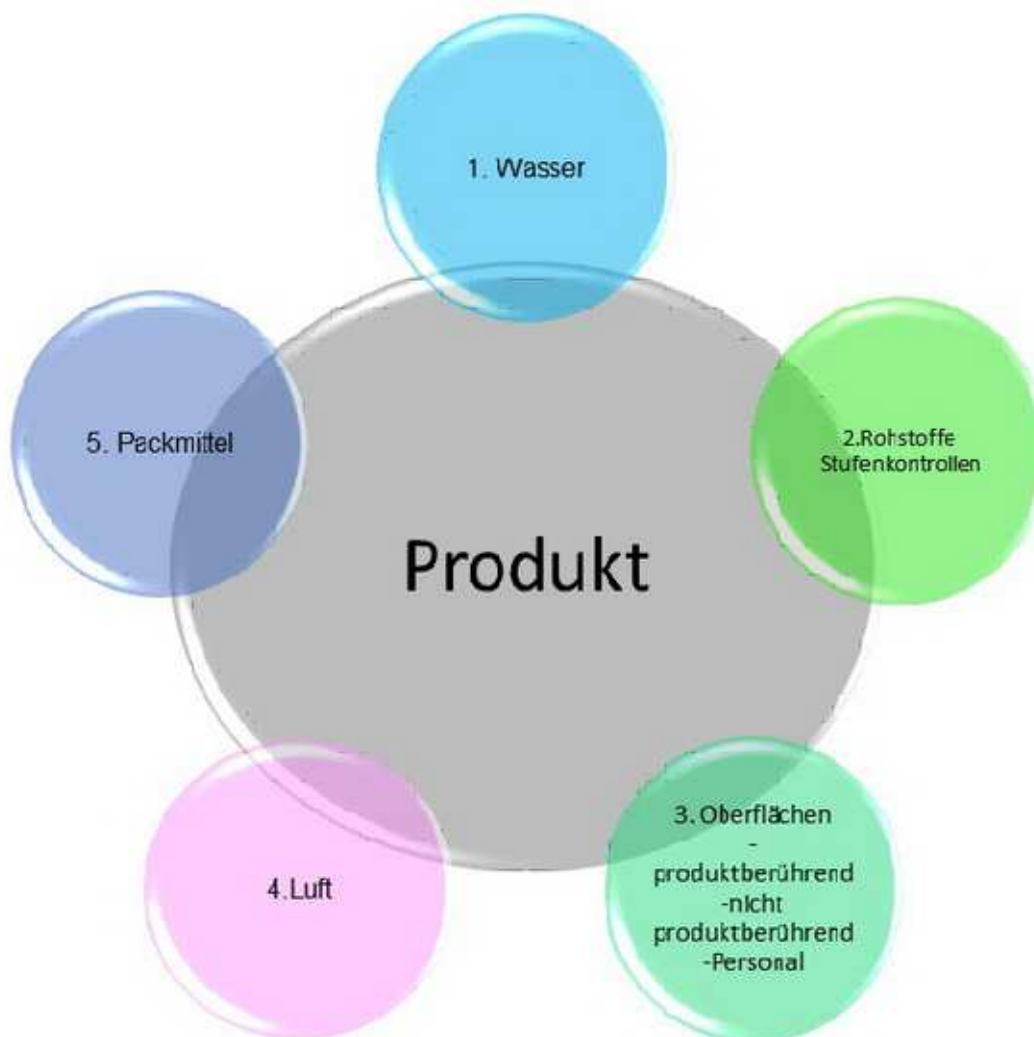 1. Wasser
2.Rohstoffe
Stufenkontrollen
3. Oberflächen
-
produktberührend
-nicht
produktberührend
-Personal
4.Luft
5. Packmittel
Produkt